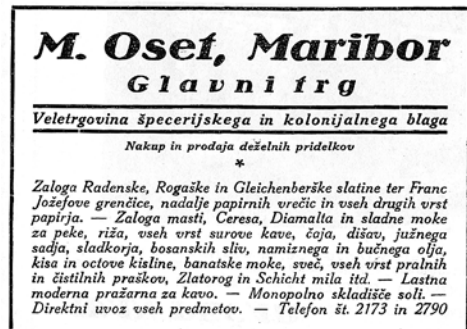 M. Oset, Maribor
Glavni trg
Veletrgovina špecerijskega in kolonijalnega blaga
Nakup in prodaja deželnih pridelkov
*
Zaloga Radenske, Rogaške in Gleichenberške slatine ter Franc
Jožefove grenčice, nadalje papirnih vrečic in vseh drugih vrst
papirja. — Zaloga masti, Ceresa, Diamalta in sladne moke
za peke, riža, vseh vrst surove kave, čaja, dišav, južnega
sadja, sladkorja, bosanskih sliv, namiznega in bučnega olja,
kisa in octove kisline, banatske moke, sveč, vseh vrst pralnih
in čistilnih praškov, Zlatorog in Schicht mila itd. — Lastna
moderna pražarna za kavo. — Monopolno skladišče soli. —
Direktni uvoz vseh predmetov. — Telefon št. 2173 in 2790